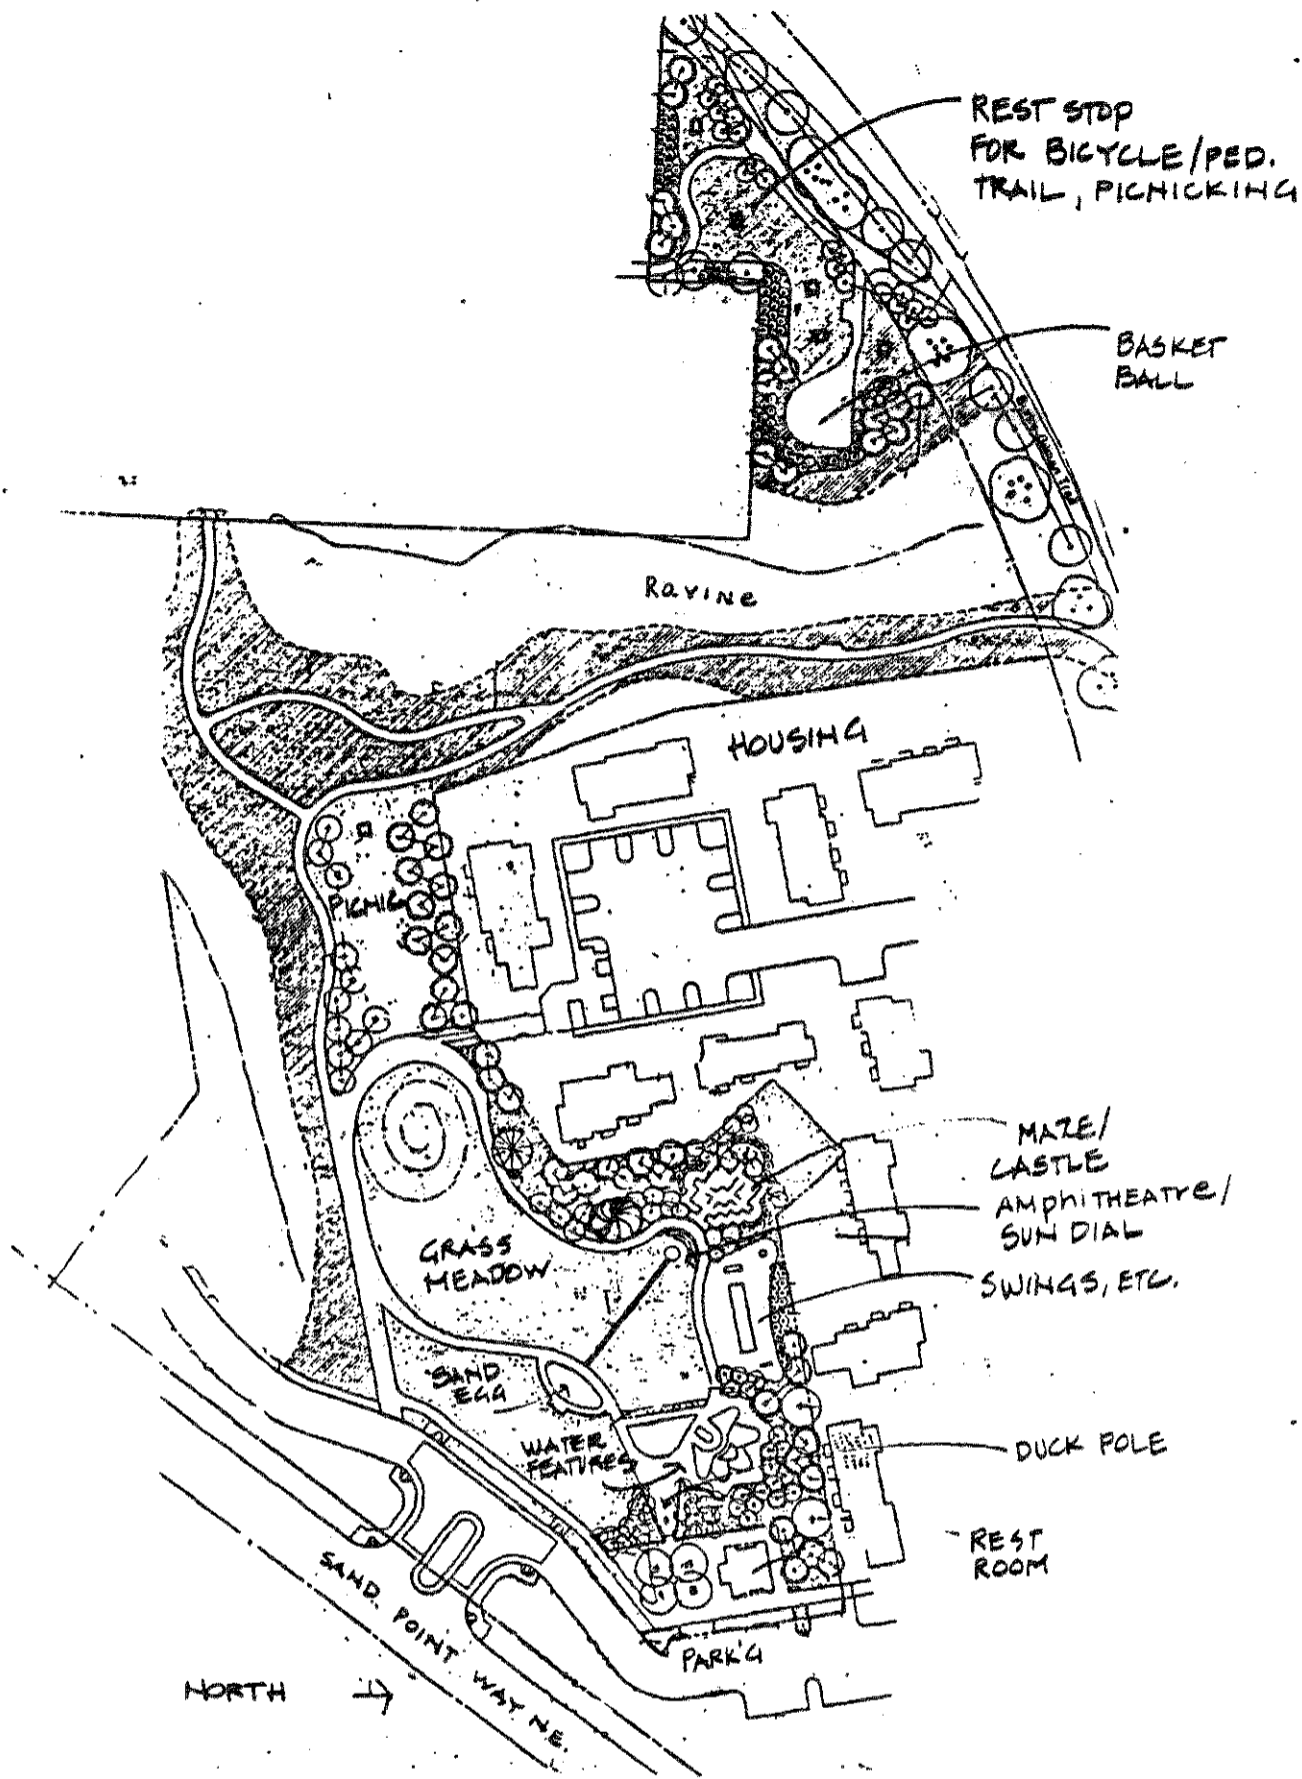 REST STOP
FOR BICYCLE/PED.
TRAIL, PICNICKING
BASKET
BALL
Ravine
HOUSING
PICNIC
MAZE/
CASTLE
AMPhiTHEATre/
SUN DIAL
GRASS
MEADOW
SWINGS, ETC.
SAND
EGG
WATER
FEATURES
DUCK POLE
REST
ROOM
SAND POINT WAY NE.
PARK'G
NORTH